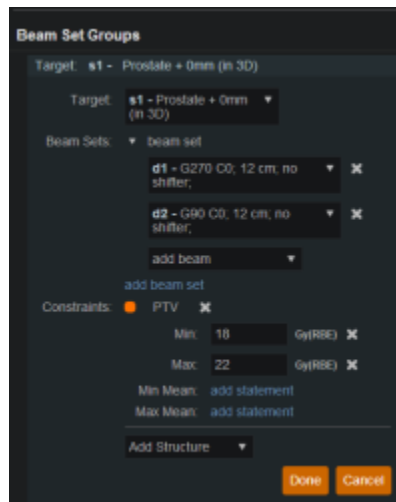 Beam Set Groups
Target: s1 - Prostate + 0mm (in 3D)
Target: s1 - Prostate + 0mm
(in 3D)
Beam Sets: beam set
d1 - G270 C0; 12 cm; no
shifter;
d2 - G90 C0; 12 cm; no
shifter;
add beam
add beam set
Constraints: PTV
Min: 18 Gy(RBE)
Max: 22 Gy(RBE)
Min Mean: add statement
Max Mean: add statement
Add Structure
Done Cancel